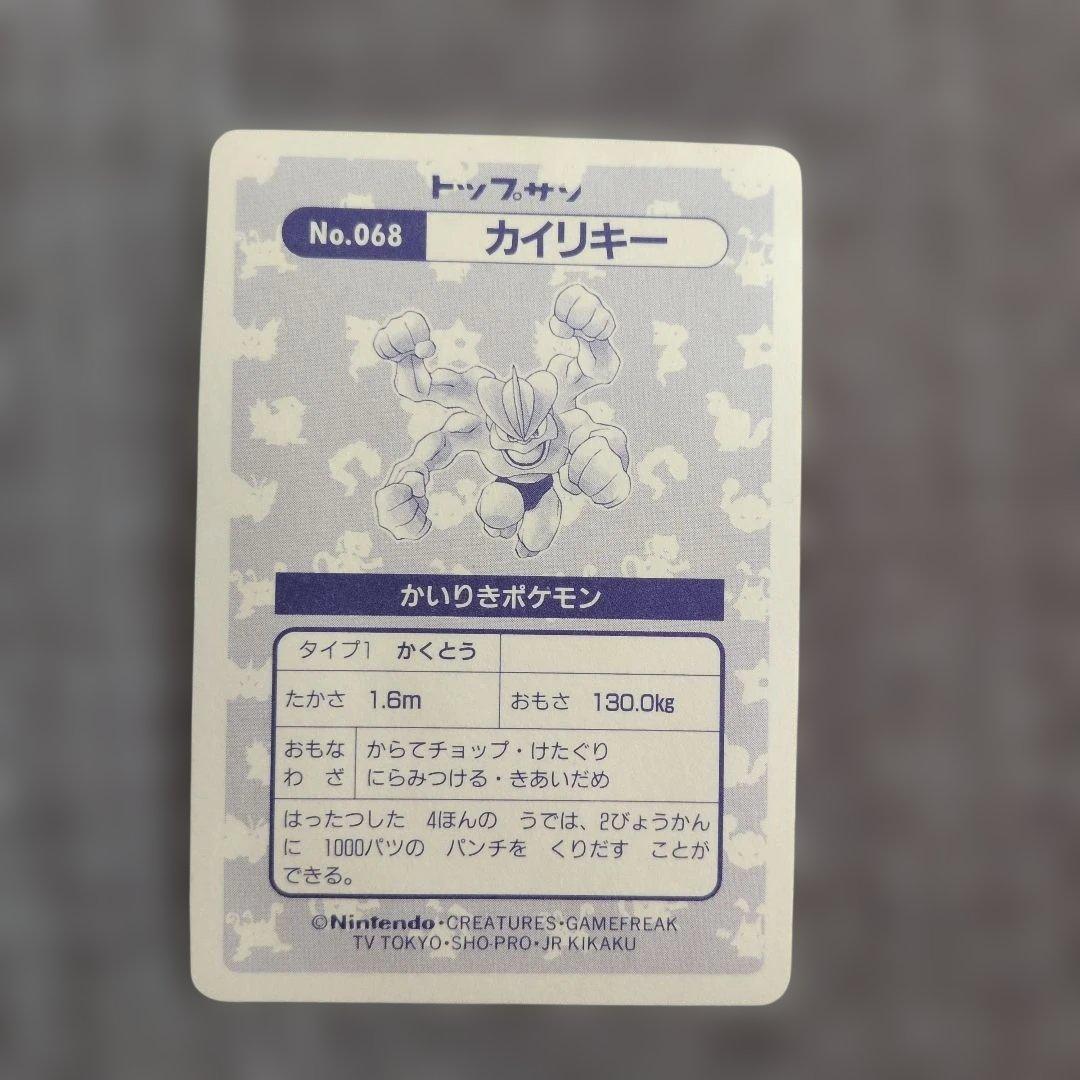 トップサン
No.068 カイリキー
かいりきポケモン
タイプ1 かくとう
たかさ 1.6m おもさ 130.0kg
おもな からてチョップ・けたぐり
わ ざ にらみつける・きあいだめ
はったつした 4ほんの うでは、2びょうかん
に 1000パツの パンチを くりだす ことが
できる。
©Nintendo・CREATURES・GAMEFREAK
TV TOKYO・SHO-PRO・JR KIKAKU